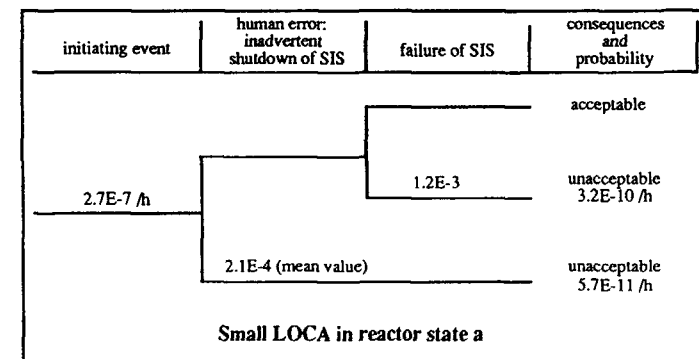 initiating event
human error:
inadvertent
shutdown of SIS
failure of SIS
consequences
and
probability
acceptable
2.7E-7 /h
1.2E-3
unacceptable
3.2E-10 /h
2.1E-4 (mean value)
unacceptable
5.7E-11 /h
Small LOCA in reactor state a